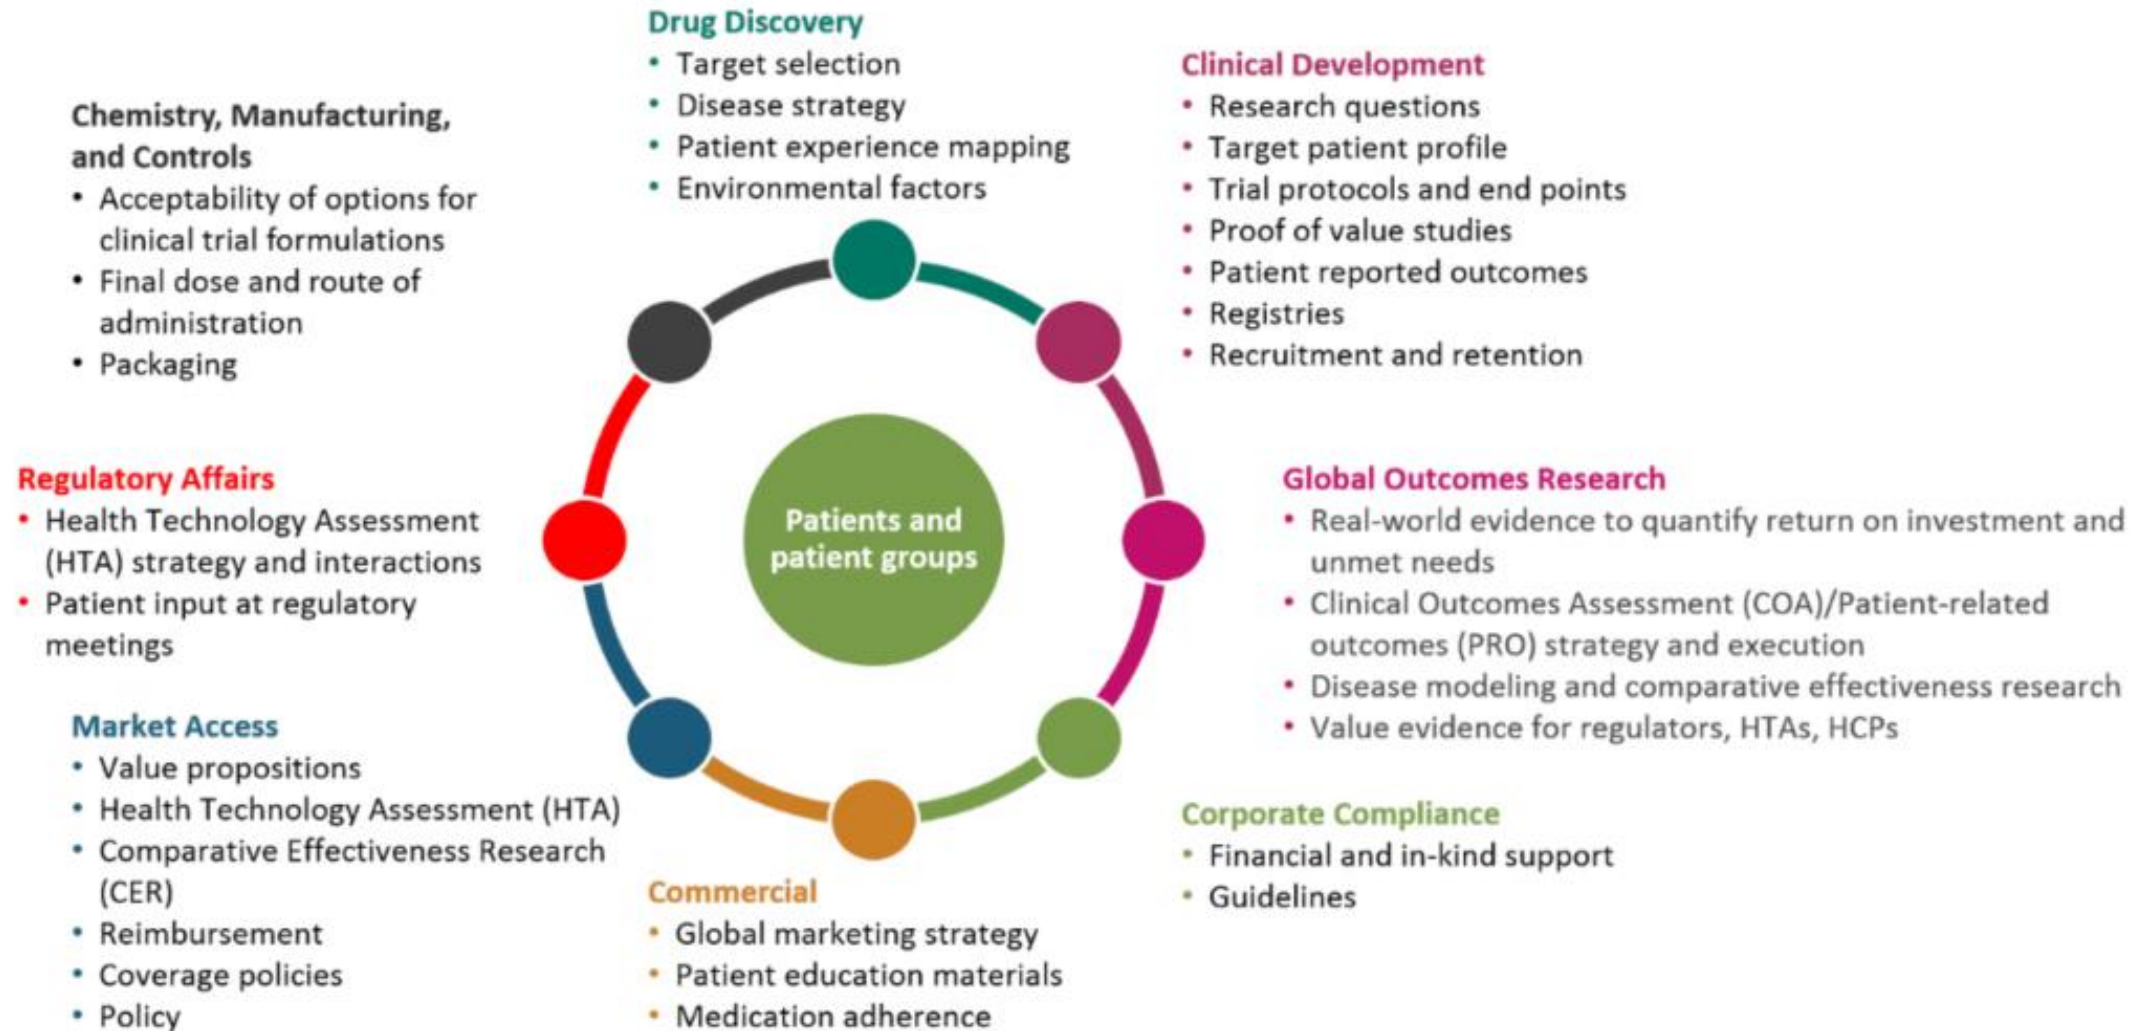 Drug Discovery
• Target selection
• Disease strategy
• Patient experience mapping
• Environmental factors
Clinical Development
• Research questions
• Target patient profile
• Trial protocols and end points
• Proof of value studies
• Patient reported outcomes
• Registries
• Recruitment and retention
Global Outcomes Research
• Real-world evidence to quantify return on investment and
unmet needs
• Clinical Outcomes Assessment (COA)/Patient-related
outcomes (PRO) strategy and execution
• Disease modeling and comparative effectiveness research
• Value evidence for regulators, HTAs, HCPs
Corporate Compliance
• Financial and in-kind support
• Guidelines
Commercial
• Global marketing strategy
• Patient education materials
• Medication adherence
Market Access
• Value propositions
• Health Technology Assessment (HTA)
• Comparative Effectiveness Research
(CER)
• Reimbursement
• Coverage policies
• Policy
Regulatory Affairs
• Health Technology Assessment
(HTA) strategy and interactions
• Patient input at regulatory
meetings
Chemistry, Manufacturing,
and Controls
• Acceptability of options for
clinical trial formulations
• Final dose and route of
administration
• Packaging
Patients and
patient groups